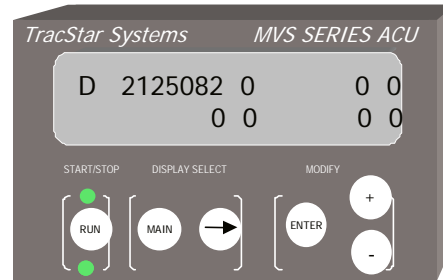 TracStar Systems MVS SERIES ACU
D 2125082 0 0 0
0 0 0 0
START/STOP DISPLAY SELECT MODIFY
+
RUN MAIN ENTER
-